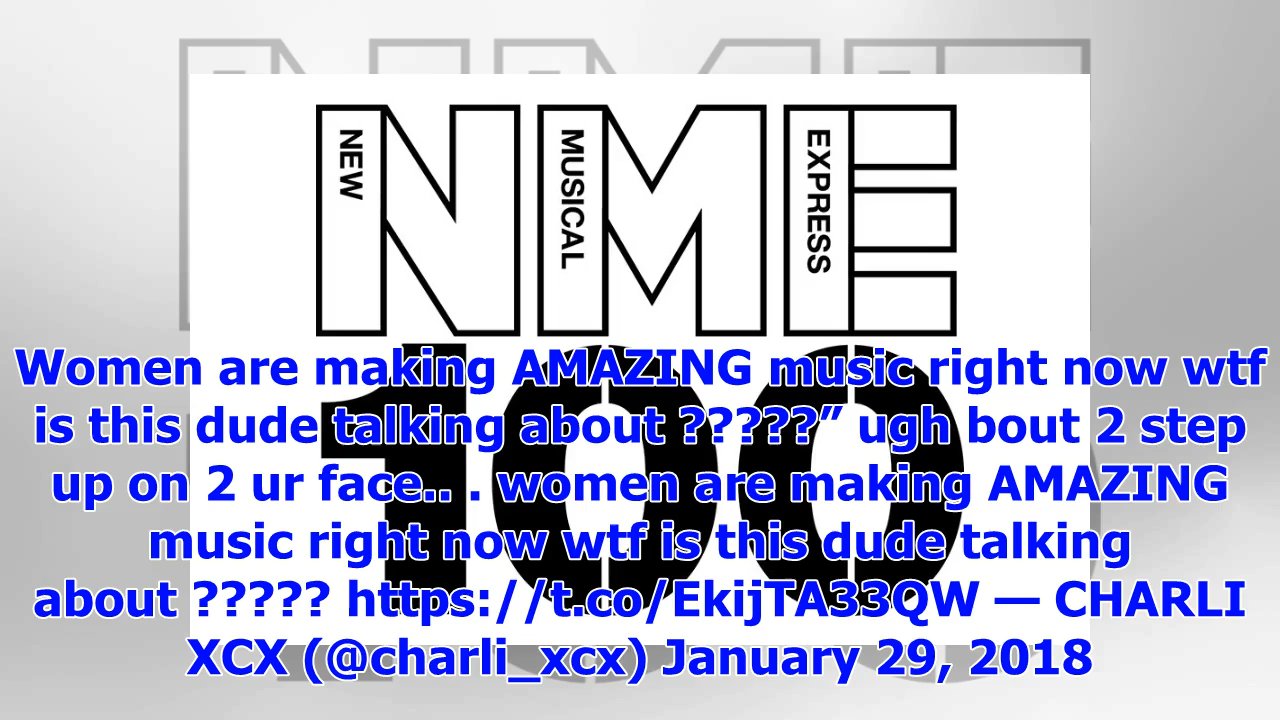 NME
NEW
MUSICAL
EXPRESS
100
Women are making AMAZING music right now wtf
is this dude talking about ?????” ugh bout 2 step
up on 2 ur face.. . women are making AMAZING
music right now wtf is this dude talking
about ????? https://t.co/EkijTA33QW — CHARLI
XCX (@charli_xcx) January 29, 2018